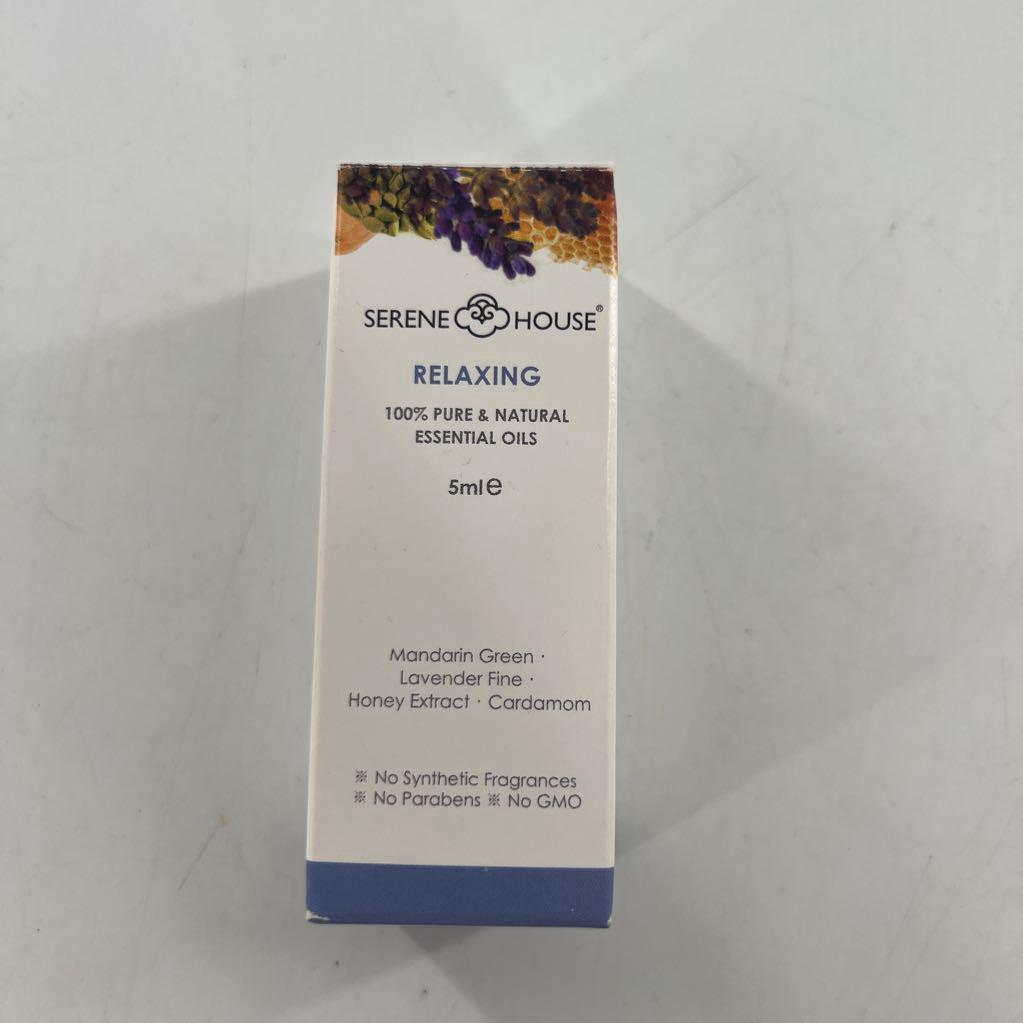 SERENE HOUSE®
RELAXING
100% PURE & NATURAL
ESSENTIAL OILS
5ml℮
Mandarin Green ·
Lavender Fine ·
Honey Extract · Cardamom
※ No Synthetic Fragrances
※ No Parabens ※ No GMO